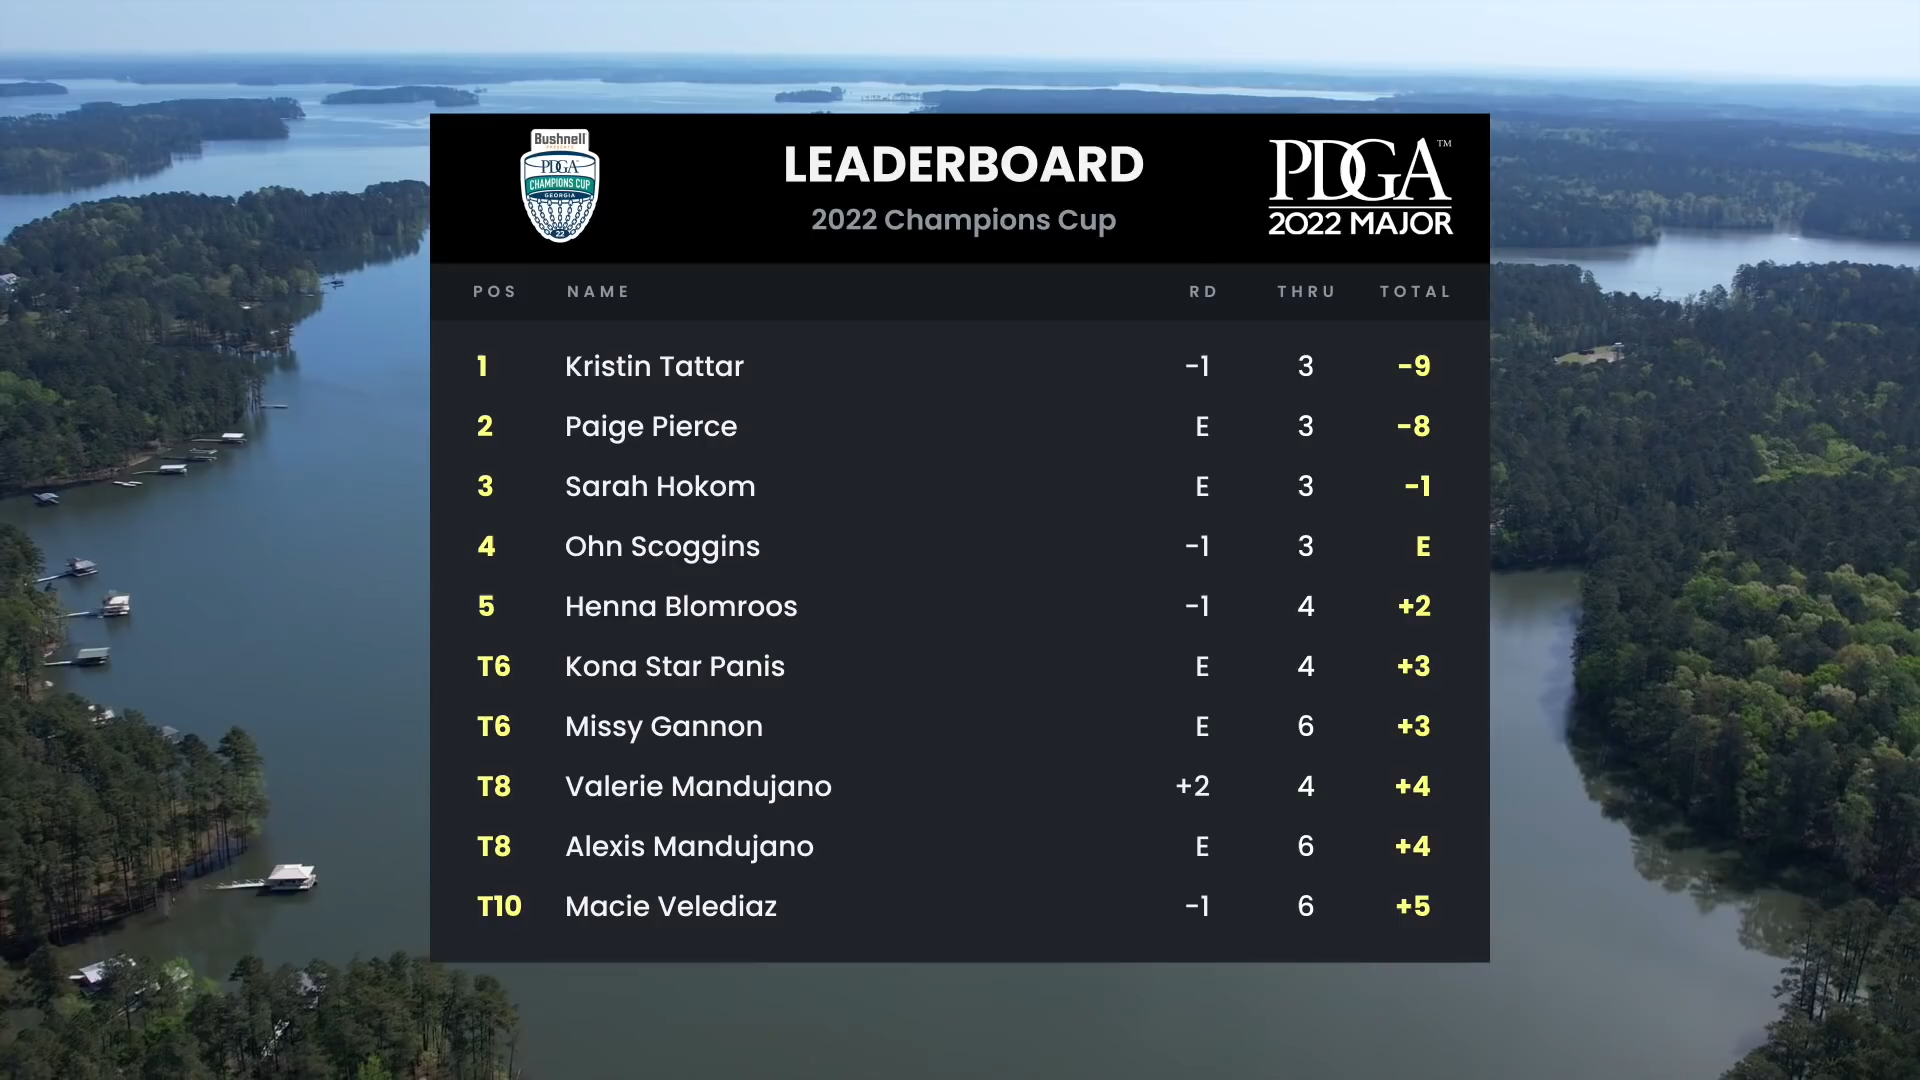 Bushnell
PRESENTS
PDGA
CHAMPIONS CUP
GEORGIA
22
LEADERBOARD
2022 Champions Cup
PDGA™
2022 MAJOR
POS NAME RD THRU TOTAL
1 Kristin Tattar -1 3 -9
2 Paige Pierce E 3 -8
3 Sarah Hokom E 3 -1
4 Ohn Scoggins -1 3 E
5 Henna Blomroos -1 4 +2
T6 Kona Star Panis E 4 +3
T6 Missy Gannon E 6 +3
T8 Valerie Mandujano +2 4 +4
T8 Alexis Mandujano E 6 +4
T10 Macie Velediaz -1 6 +5